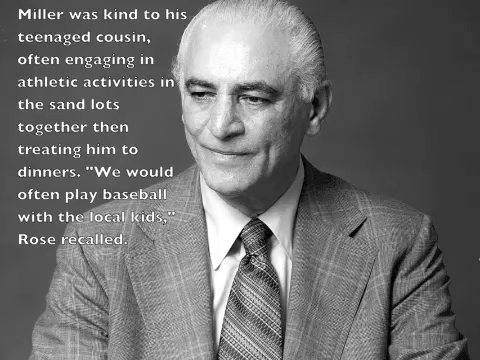 Miller was kind to his
teenaged cousin,
often engaging in
athletic activities in
the sand lots
together then
treating him to
dinners. "We would
often play baseball
with the local kids,"
Rose recalled.